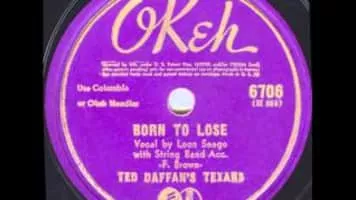 OKeh
Use Columbia
or Okeh Needles
6706
BORN TO LOSE
Vocal by Leon Seago
with String Band Acc.
-F. Brown-
TED DAFFAN'S TEXANS